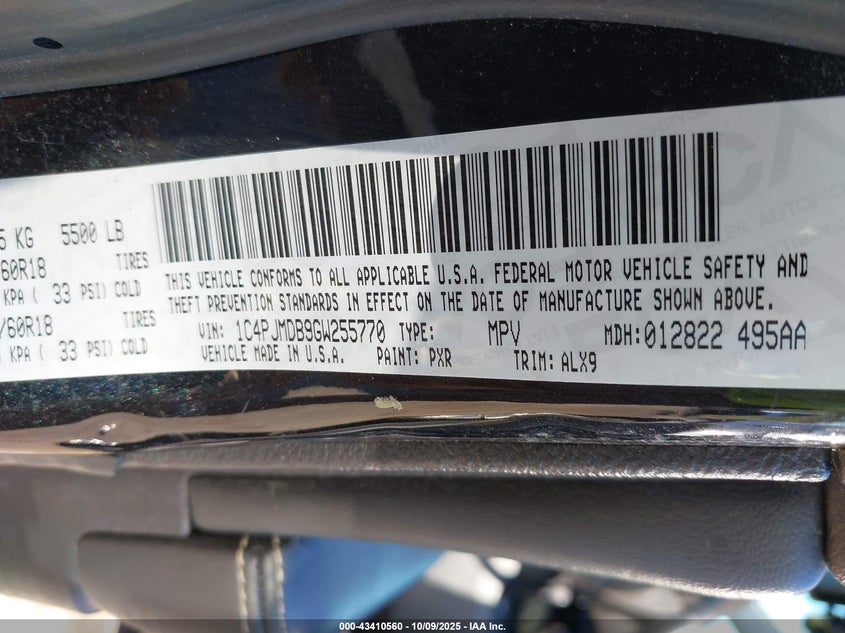 5 KG 5500 LB
/60R18 TIRES
KPA ( 33 PSI) COLD
/60R18 TIRES
KPA ( 33 PSI) COLD
THIS VEHICLE CONFORMS TO ALL APPLICABLE U.S.A. FEDERAL MOTOR VEHICLE SAFETY AND
THEFT PREVENTION STANDARDS IN EFFECT ON THE DATE OF MANUFACTURE SHOWN ABOVE.
VIN: 1C4PJMDB9GW255770 TYPE: MPV MDH: 012822 495AA
VEHICLE MADE IN U.S.A. PAINT: PXR TRIM: ALX9
000-43410560 - 10/09/2025 - IAA Inc.